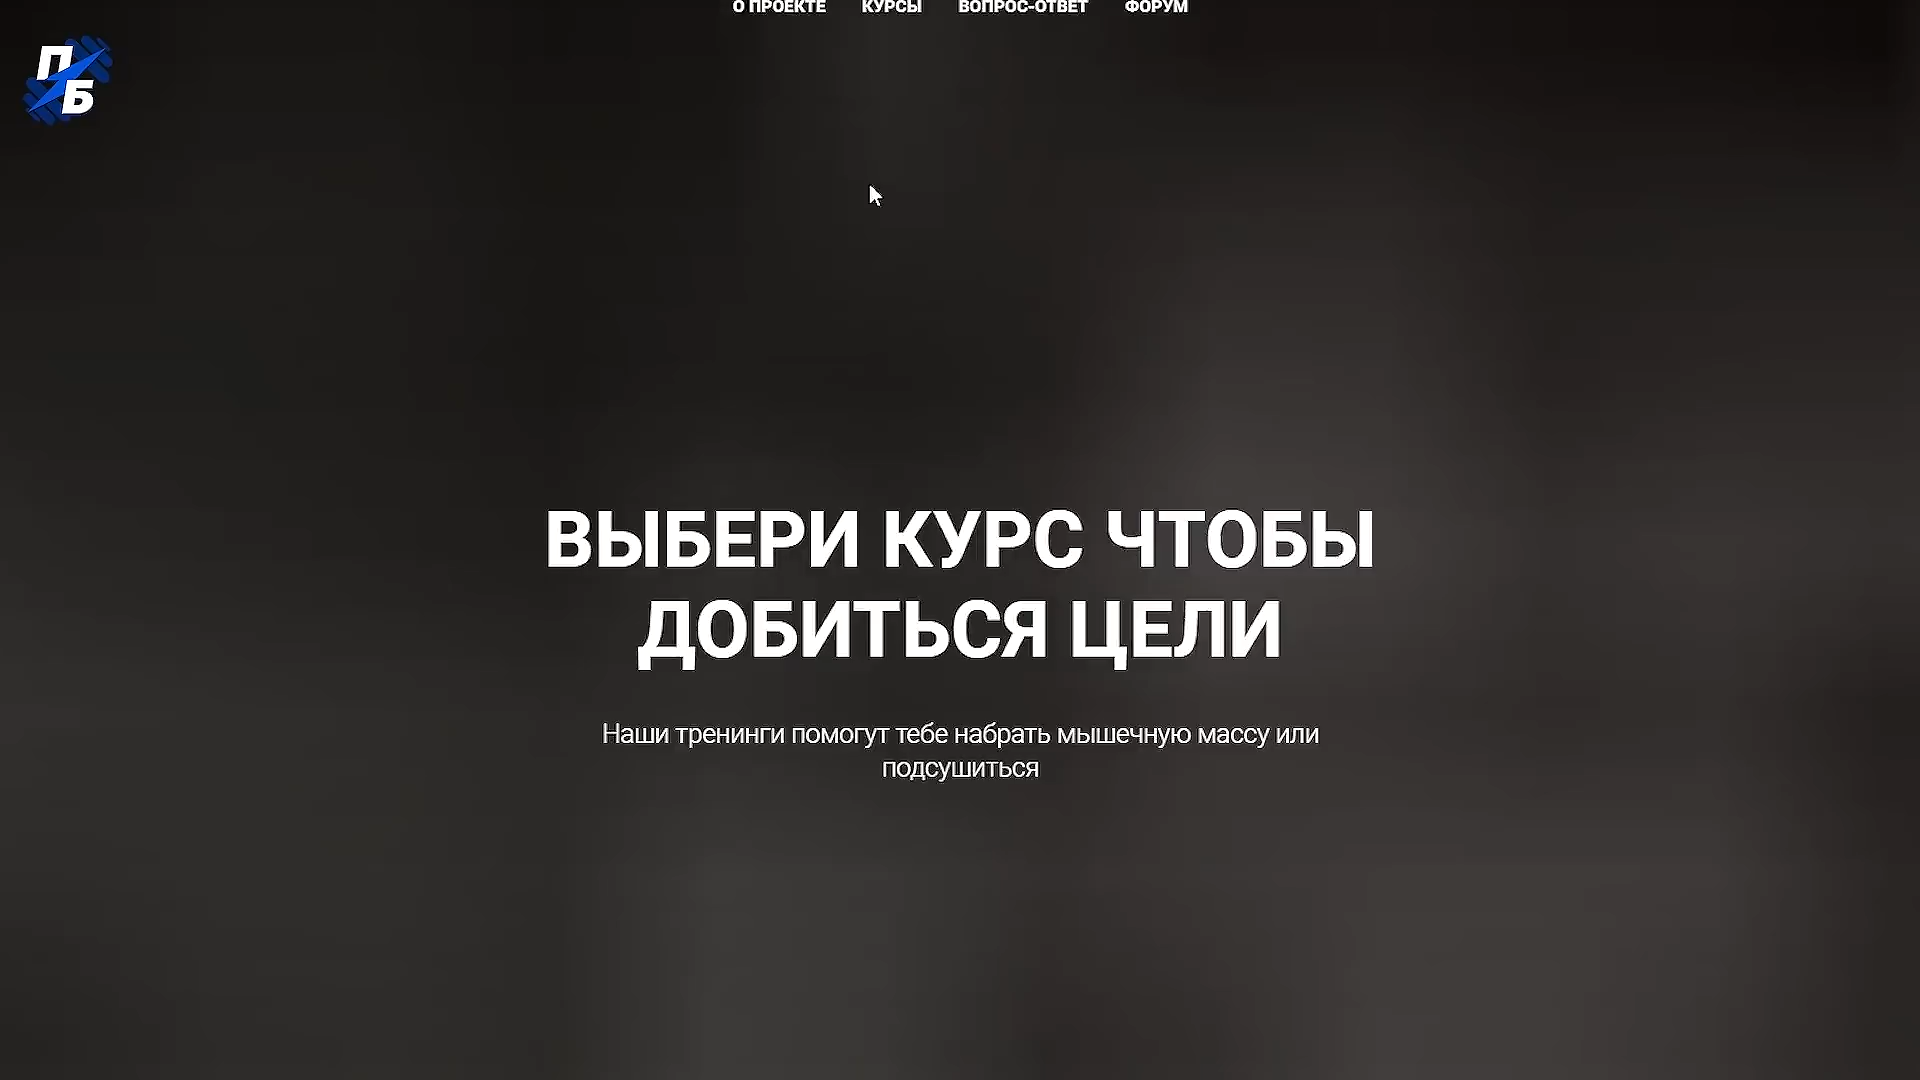 О ПРОЕКТЕ КУРСЫ ВОПРОС-ОТВЕТ ФОРУМ
П
Б
ВЫБЕРИ КУРС ЧТОБЫ
ДОБИТЬСЯ ЦЕЛИ
Наши тренинги помогут тебе набрать мышечную массу или
подсушиться